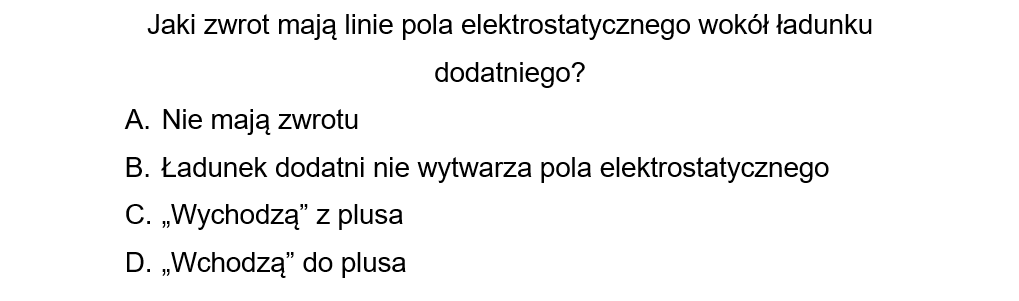 Jaki zwrot mają linie pola elektrostatycznego wokół ładunku
dodatniego?
A. Nie mają zwrotu
B. Ładunek dodatni nie wytwarza pola elektrostatycznego
C. „Wychodzą” z plusa
D. „Wchodzą” do plusa